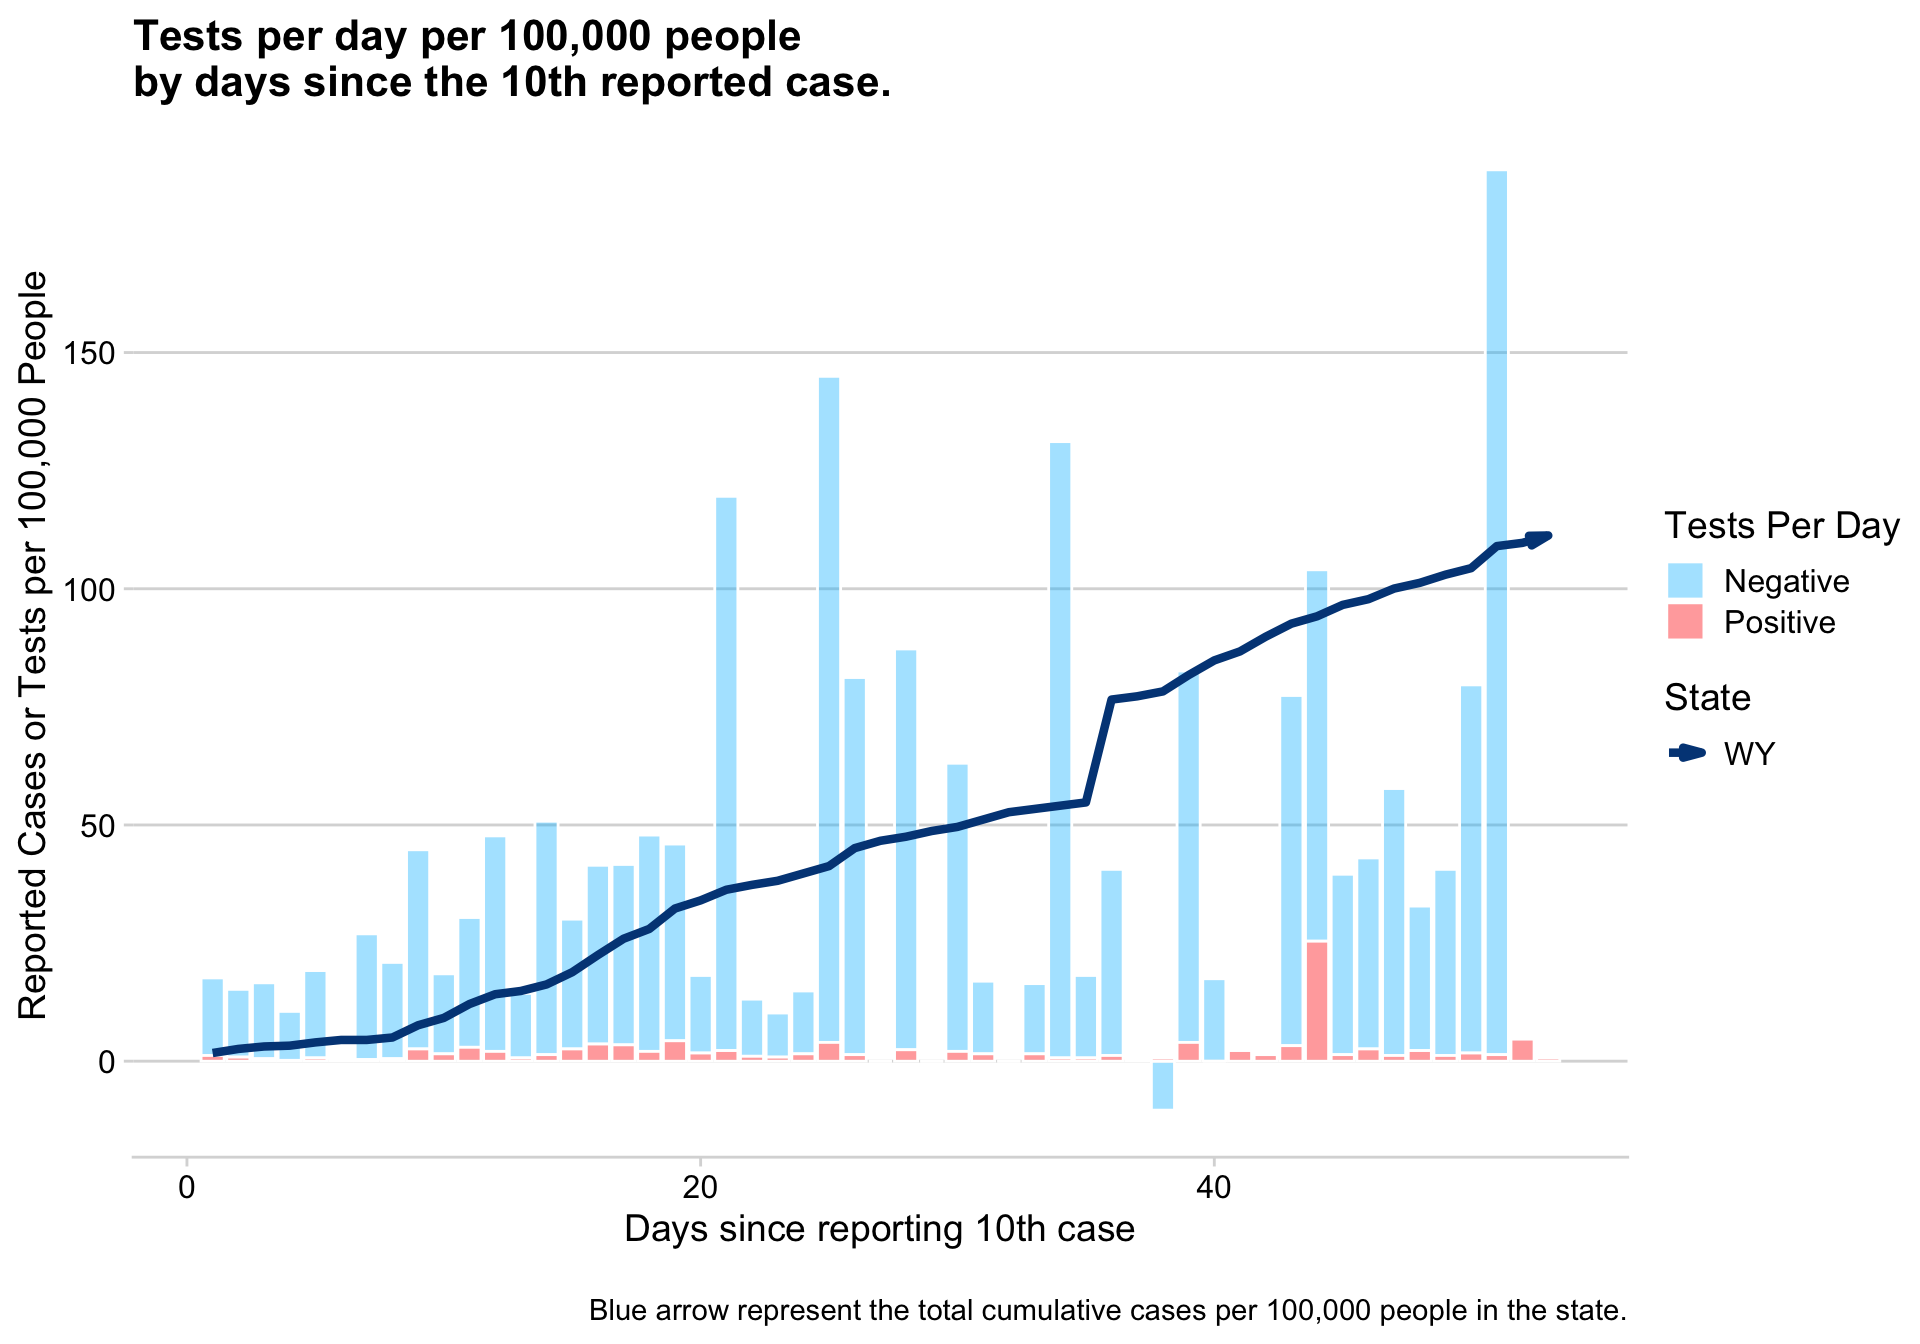 Tests per day per 100,000 people
by days since the 10th reported case.
Reported Cases or Tests per 100,000 People
150
100
50
0
0
20
40
Days since reporting 10th case
Tests Per Day
Negative
Positive
State
WY
Blue arrow represent the total cumulative cases per 100,000 people in the state.